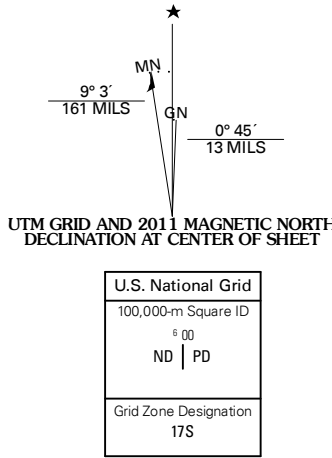 ★
MN
GN
9° 3´
161 MILS
0° 45´
13 MILS
UTM GRID AND 2011 MAGNETIC NORTH
DECLINATION AT CENTER OF SHEET
U.S. National Grid
100,000-m Square ID
6 00
ND PD
Grid Zone Designation
17S